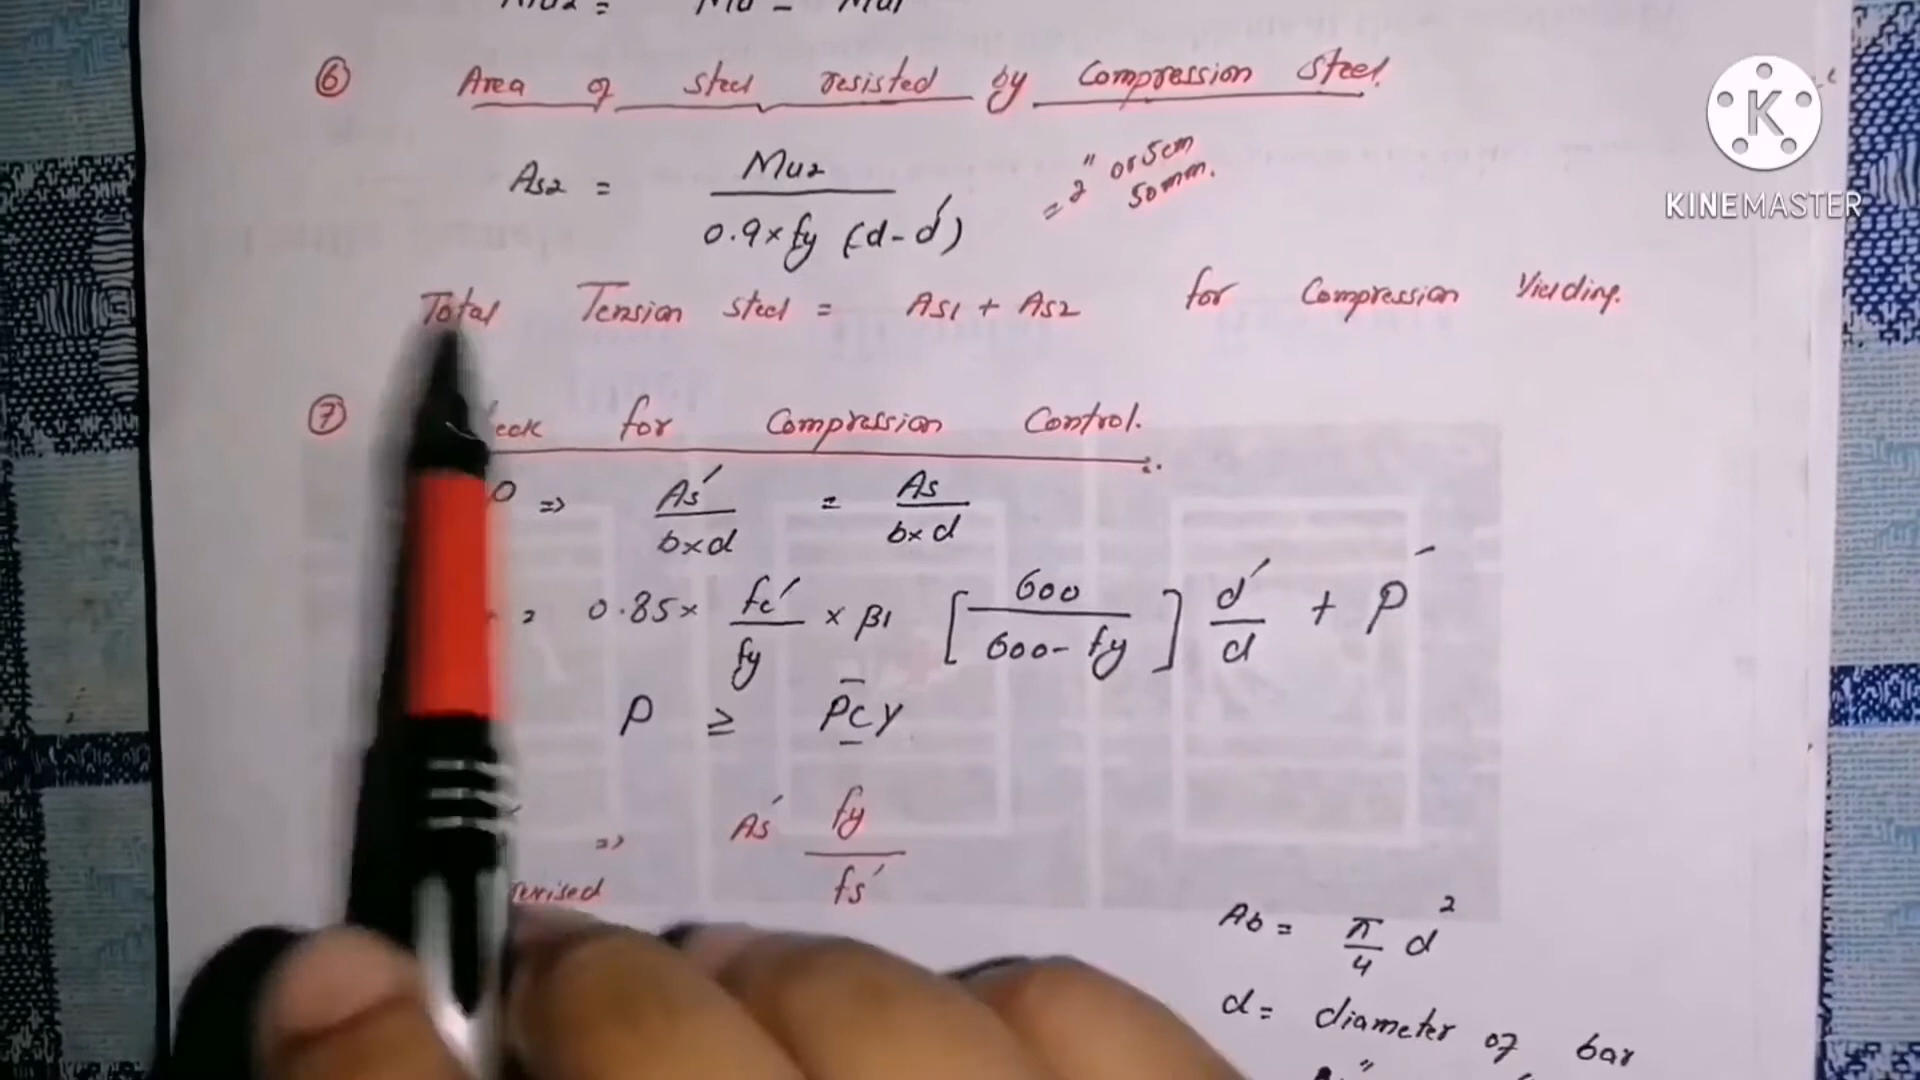 ⑥ Area of steel resisted by Compression Steel.
K
KINEMASTER
As2 = Mu2 / 0.9×fy (d-d′)
= 2" or 5cm
50mm.
Total Tension steel = As1 + As2 for Compression Yielding.
⑦ for Compression Control.
⇒ As′ / b×d = As / b×d
0.85× fc′ / fy × β1 [ 600 / 600-fy ] d′ / d + ρ′
ρ ≥ ρ̄cy
⇒ As′ fy / fs′
revised
Ab = π/4 d²
d = diameter of bar